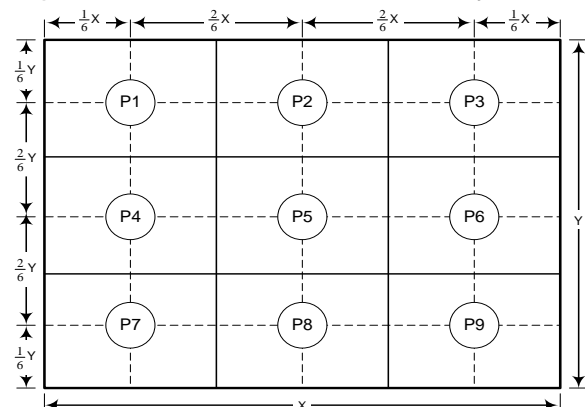 1/6 X 2/6 X 2/6 X 1/6 X
1/6 Y
P1 P2 P3
2/6 Y
P4 P5 P6
Y
2/6 Y
P7 P8 P9
1/6 Y
X